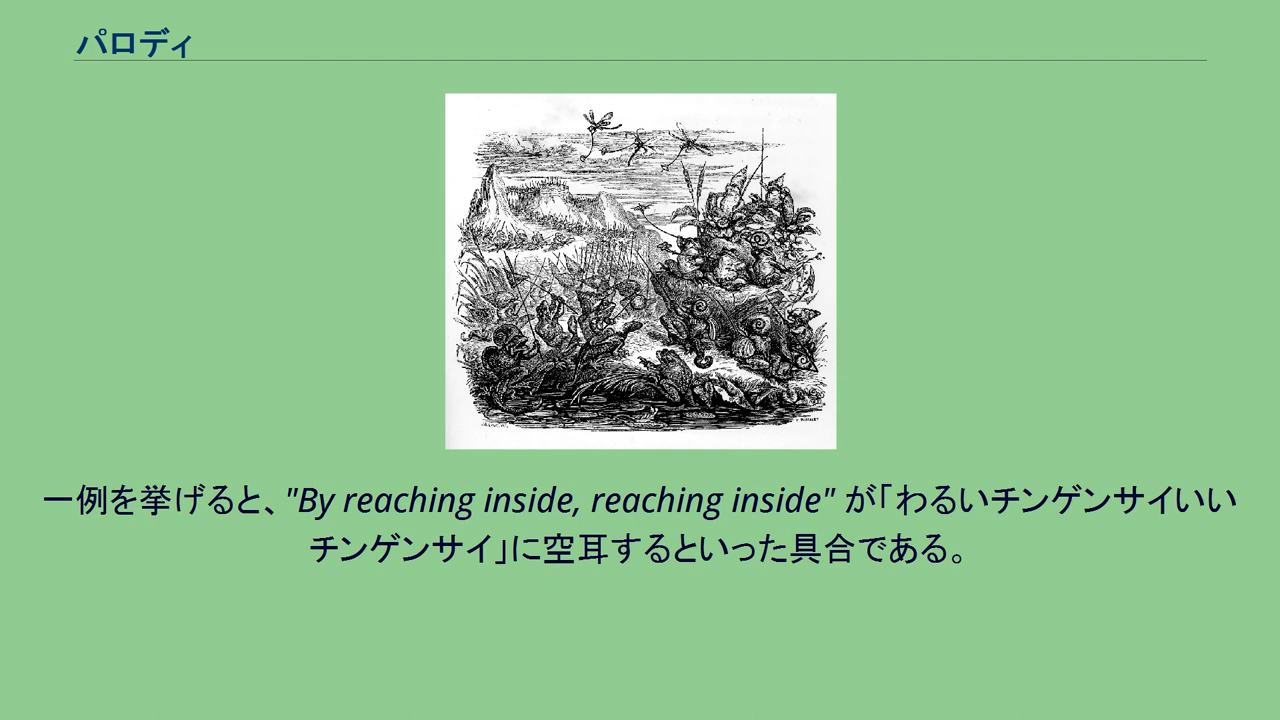 パロディ
一例を挙げると、"By reaching inside, reaching inside" が「わるいチンゲンサイいい
チンゲンサイ」に空耳するといった具合である。